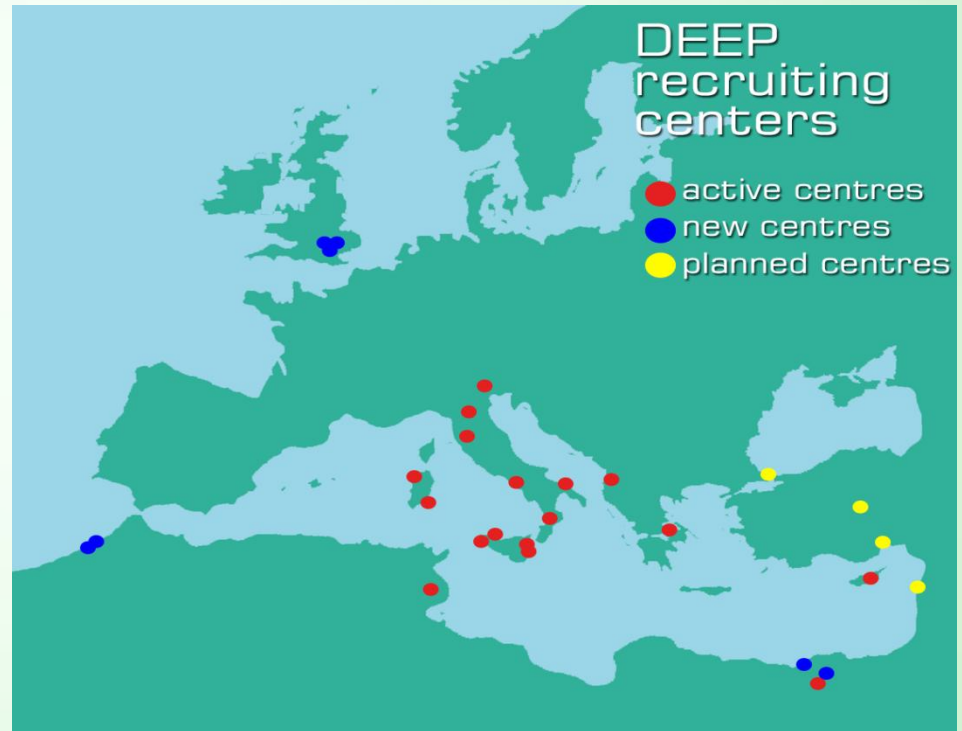 DEEP
recruiting
centers
active centres
new centres
planned centres